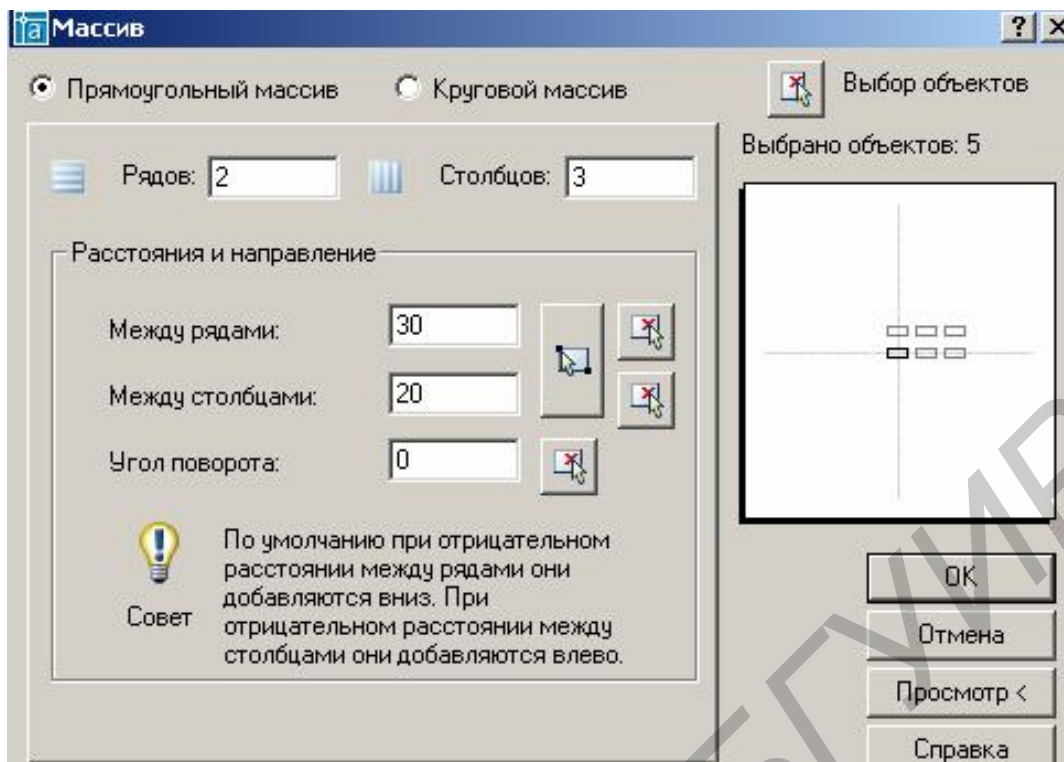 Массив
Прямоугольный массив
Круговой массив
Выбор объектов
Выбрано объектов: 5
Рядов: 2
Столбцов: 3
Расстояния и направление
Между рядами: 30
Между столбцами: 20
Угол поворота: 0
Совет
По умолчанию при отрицательном
расстоянии между рядами они
добавляются вниз. При
отрицательном расстоянии между
столбцами они добавляются влево.
OK
Отмена
Просмотр <
Справка
БГУИР